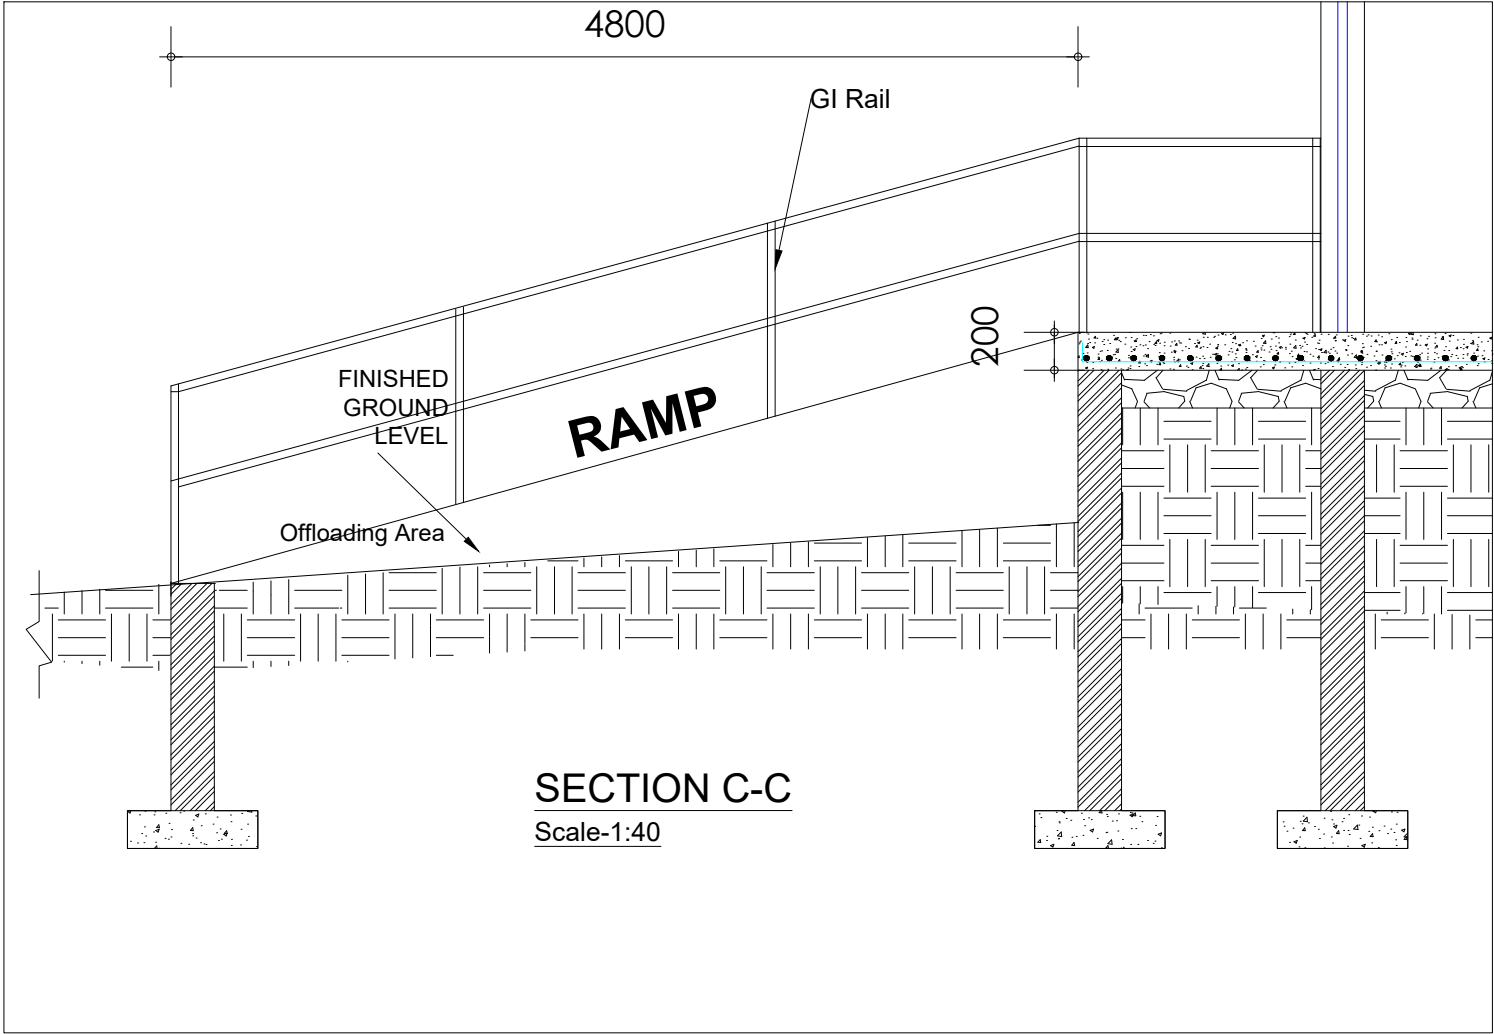 4800
GI Rail
200
FINISHED
GROUND
LEVEL
RAMP
Offloading Area
SECTION C-C
Scale-1:40